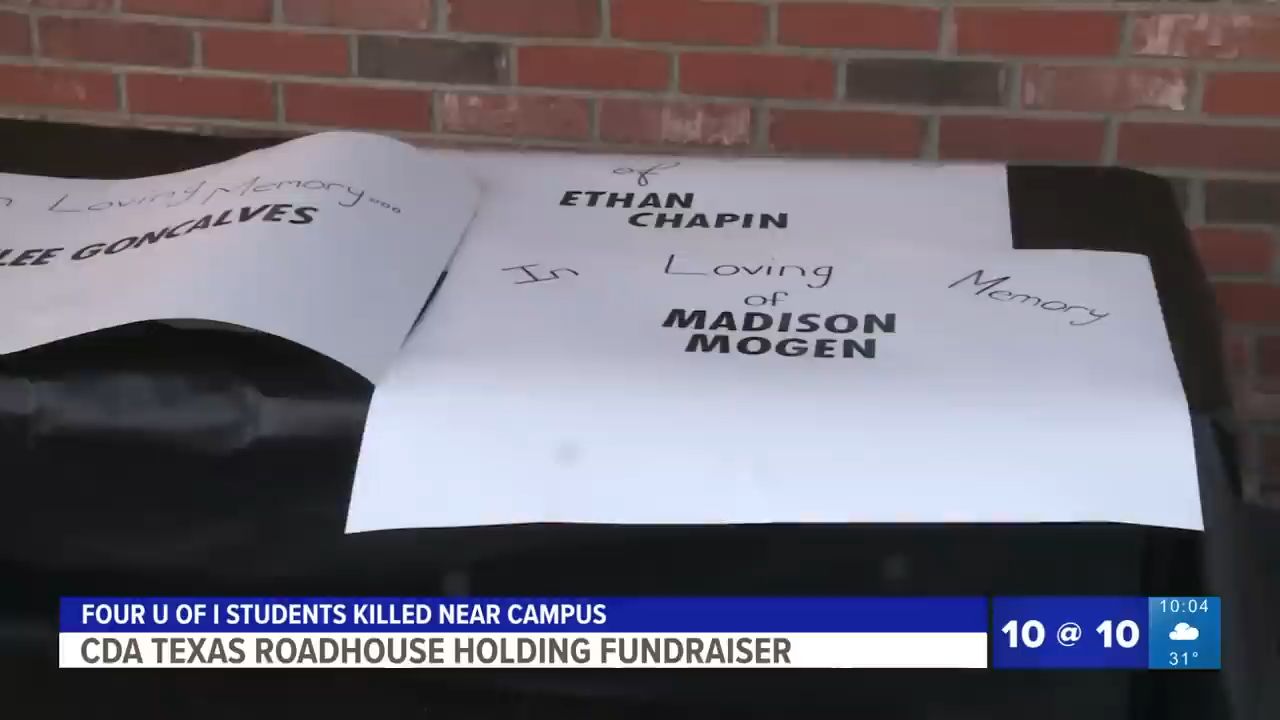 Loving Memory...
LEE GONCALVES
of
ETHAN
CHAPIN
In Loving Memory
of
MADISON
MOGEN
FOUR U OF I STUDENTS KILLED NEAR CAMPUS
CDA TEXAS ROADHOUSE HOLDING FUNDRAISER
10 @ 10
10:04
31°